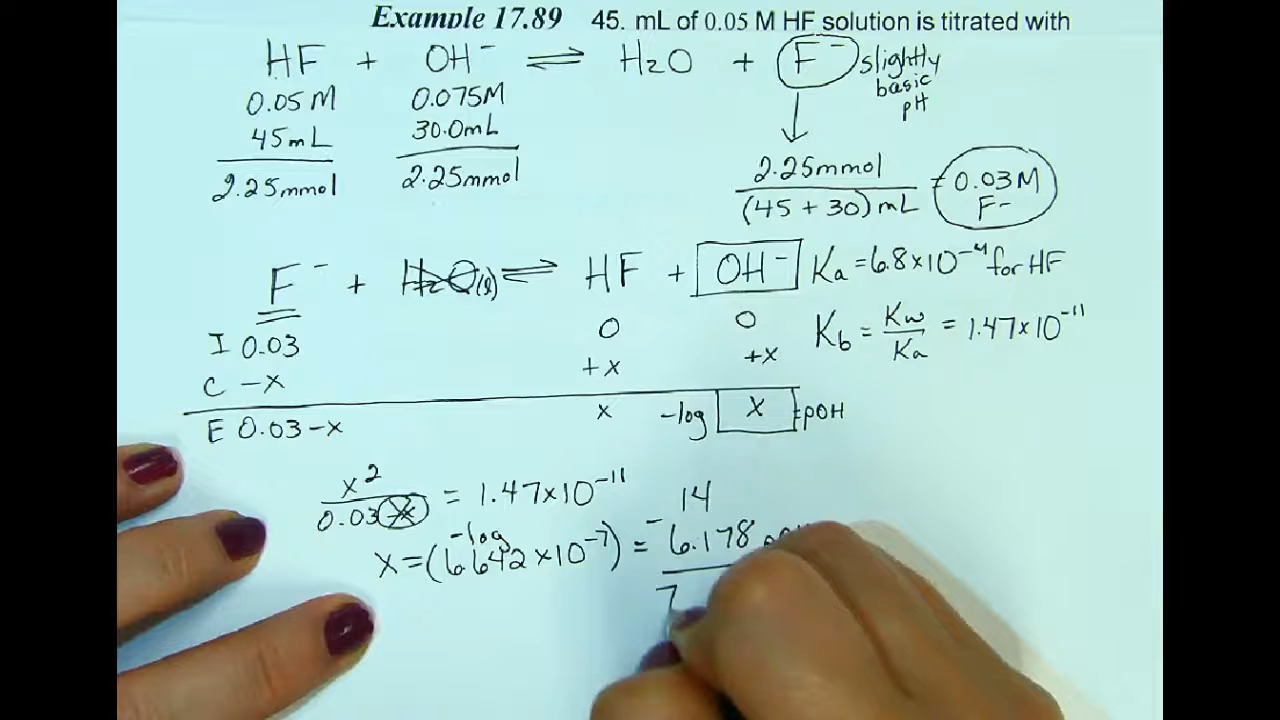 Example 17.89 45. mL of 0.05 M HF solution is titrated with
HF + OH⁻ ⇌ H2O + F⁻ slightly
basic
pH
0.05 M 0.075M
45mL 30.0mL
2.25mmol 2.25mmol
2.25mmol
(45 + 30)mL = 0.03M
F-
F⁻ + H2O(l) ⇌ HF + OH⁻ Ka = 6.8×10⁻⁴ for HF
I 0.03 0 0 Kb = Kw/Ka = 1.47×10⁻¹¹
C -x +x +x
E 0.03-x x -log x =pOH
x²/0.03-x = 1.47×10⁻¹¹ 14
-log
x=(6.642×10⁻⁷) = -6.178
7.